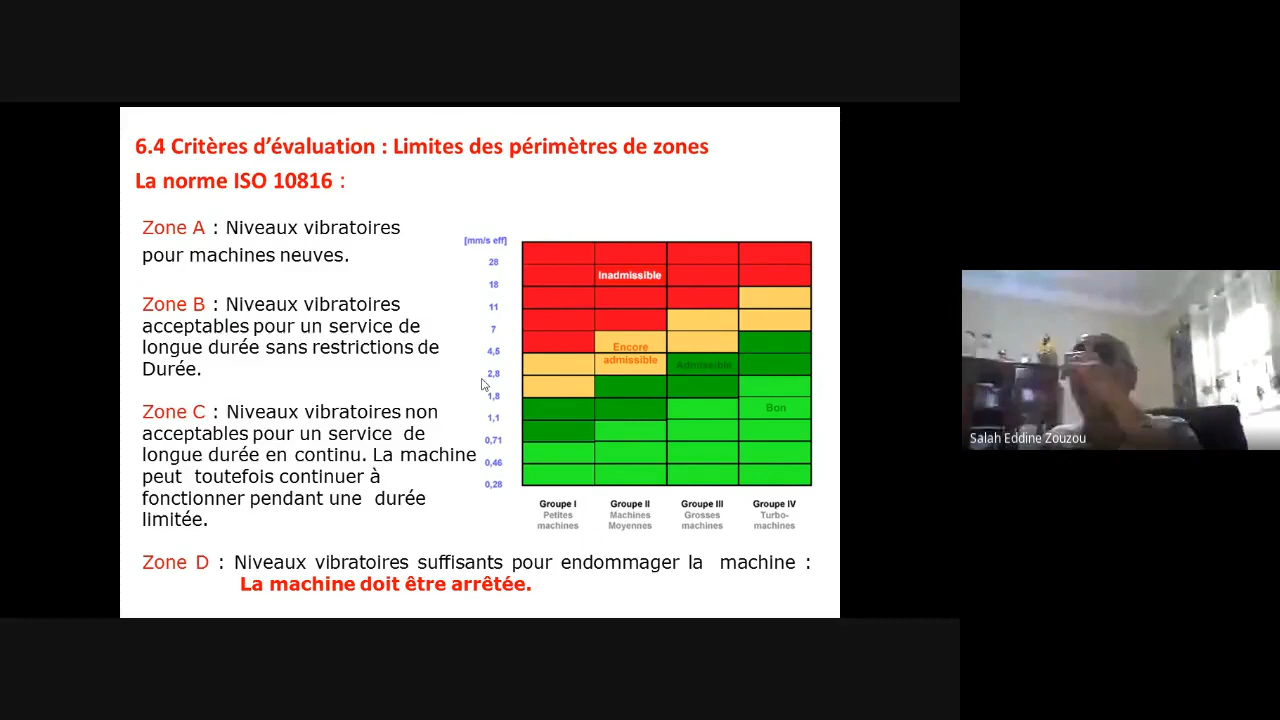 6.4 Critères d’évaluation : Limites des périmètres de zones
La norme ISO 10816 :
Zone A : Niveaux vibratoires
pour machines neuves.
Zone B : Niveaux vibratoires
acceptables pour un service de
longue durée sans restrictions de
Durée.
Zone C : Niveaux vibratoires non
acceptables pour un service de
longue durée en continu. La machine
peut toutefois continuer à
fonctionner pendant une durée
limitée.
Zone D : Niveaux vibratoires suffisants pour endommager la machine :
La machine doit être arrêtée.
[mm/s eff]
28
18
11
7
4,5
2,8
1,8
1,1
0,71
0,46
0,28
Inadmissible
Encore
admissible
Admissible
Bon
Groupe I
Petites
machines
Groupe II
Machines
Moyennes
Groupe III
Grosses
machines
Groupe IV
Turbo-
machines
Salah Eddine Zouzou